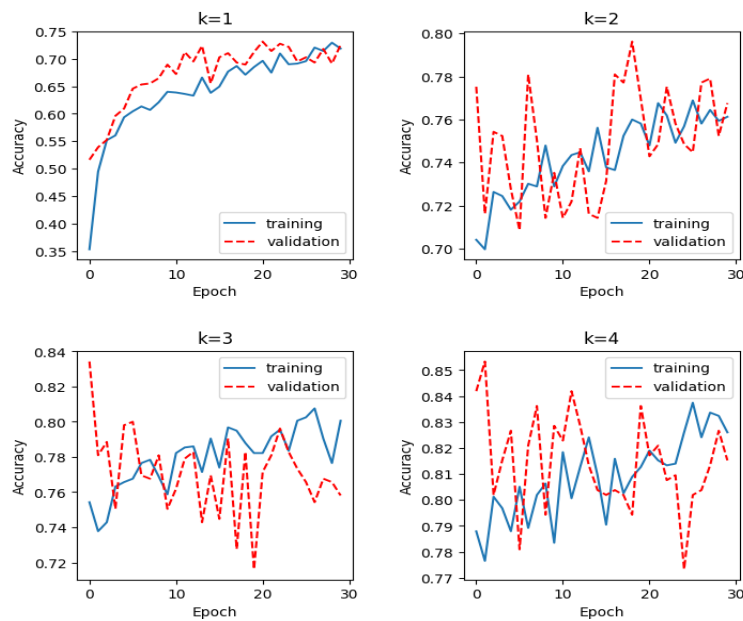 k=1
0.75
0.70
0.65
0.60
0.55
0.50
0.45
0.40
0.35
Accuracy
training
validation
0
10
20
30
Epoch
k=2
0.80
0.78
0.76
0.74
0.72
0.70
Accuracy
training
validation
0
10
20
30
Epoch
k=3
0.84
0.82
0.80
0.78
0.76
0.74
0.72
Accuracy
training
validation
0
10
20
30
Epoch
k=4
0.85
0.84
0.83
0.82
0.81
0.80
0.79
0.78
0.77
Accuracy
training
validation
0
10
20
30
Epoch